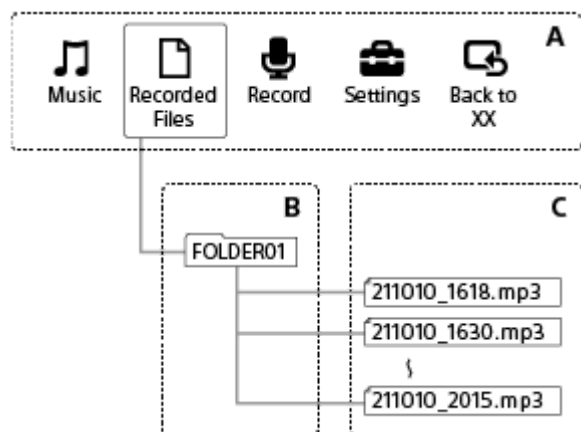 A
Music
Recorded
Files
Record
Settings
Back to
XX
B
C
FOLDER01
211010_1618.mp3
211010_1630.mp3
211010_2015.mp3